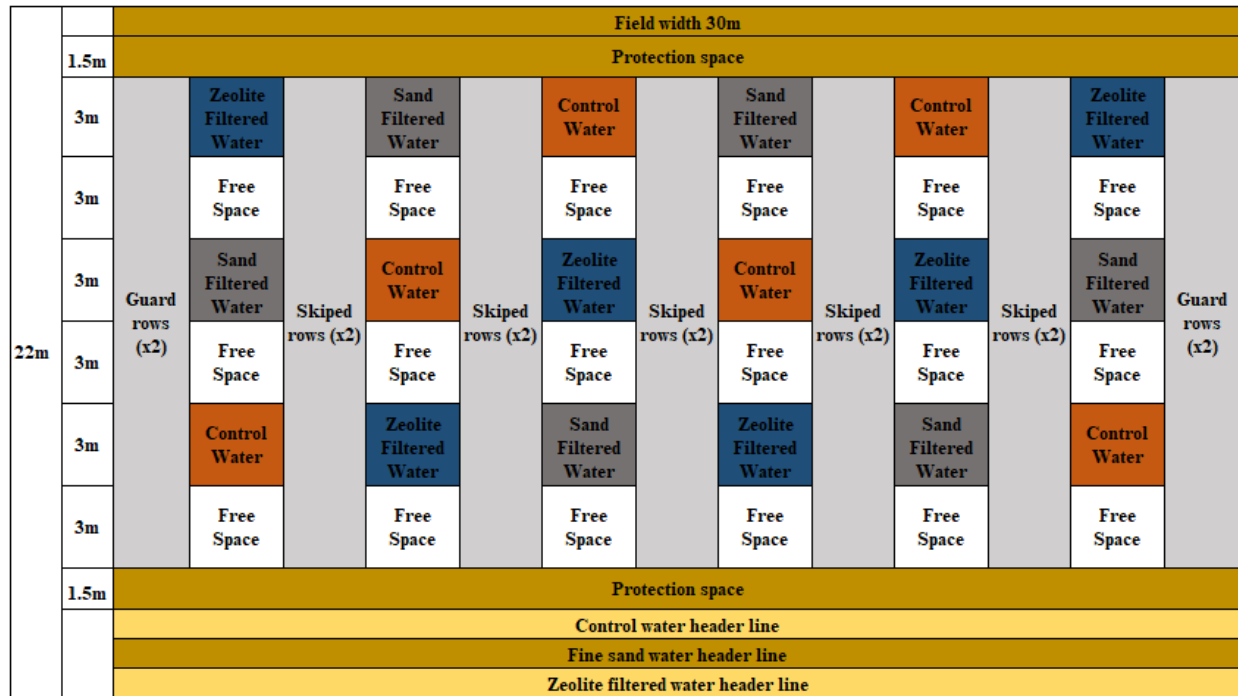 Field width 30m
1.5m
Protection space
3m
Zeolite
Filtered
Water
Sand
Filtered
Water
Control
Water
Sand
Filtered
Water
Control
Water
Zeolite
Filtered
Water
3m
Free
Space
Free
Space
Free
Space
Free
Space
Free
Space
Free
Space
3m
Sand
Filtered
Water
Control
Water
Zeolite
Filtered
Water
Control
Water
Zeolite
Filtered
Water
Sand
Filtered
Water
Guard
rows
(x2)
Skiped
rows (x2)
Skiped
rows (x2)
Skiped
rows (x2)
Skiped
rows (x2)
Skiped
rows (x2)
Guard
rows
(x2)
22m
3m
Free
Space
Free
Space
Free
Space
Free
Space
Free
Space
Free
Space
3m
Control
Water
Zeolite
Filtered
Water
Sand
Filtered
Water
Zeolite
Filtered
Water
Sand
Filtered
Water
Control
Water
3m
Free
Space
Free
Space
Free
Space
Free
Space
Free
Space
Free
Space
1.5m
Protection space
Control water header line
Fine sand water header line
Zeolite filtered water header line